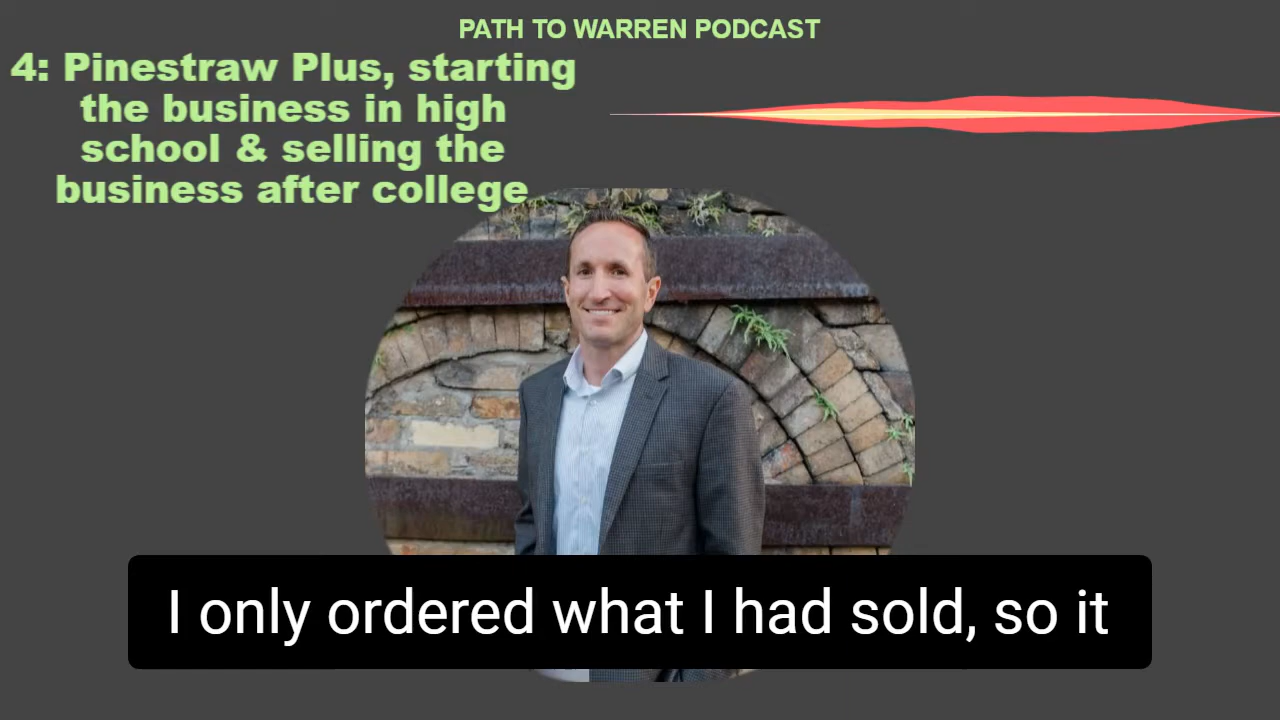 PATH TO WARREN PODCAST
4: Pinestraw Plus, starting
the business in high
school & selling the
business after college
I only ordered what I had sold, so it